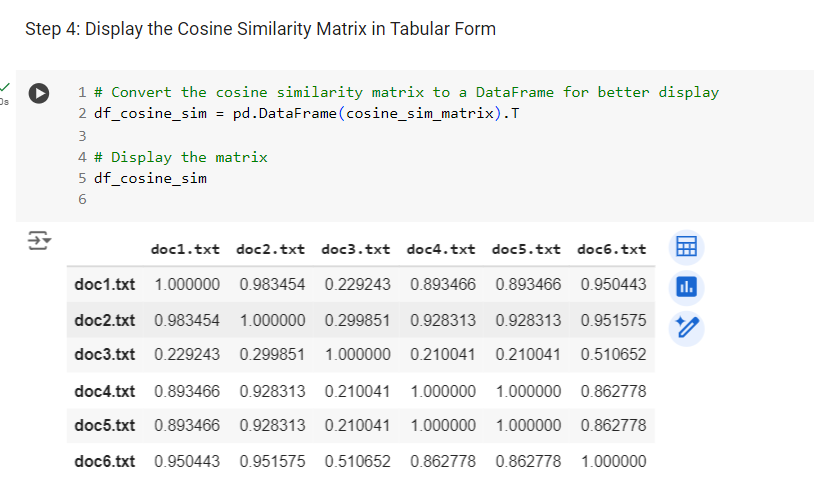 Step 4: Display the Cosine Similarity Matrix in Tabular Form
1 # Convert the cosine similarity matrix to a DataFrame for better display
0s
2 df_cosine_sim = pd.DataFrame(cosine_sim_matrix).T
3
4 # Display the matrix
5 df_cosine_sim
6
doc1.txt doc2.txt doc3.txt doc4.txt doc5.txt doc6.txt
doc1.txt 1.000000 0.983454 0.229243 0.893466 0.893466 0.950443
doc2.txt 0.983454 1.000000 0.299851 0.928313 0.928313 0.951575
doc3.txt 0.229243 0.299851 1.000000 0.210041 0.210041 0.510652
doc4.txt 0.893466 0.928313 0.210041 1.000000 1.000000 0.862778
doc5.txt 0.893466 0.928313 0.210041 1.000000 1.000000 0.862778
doc6.txt 0.950443 0.951575 0.510652 0.862778 0.862778 1.000000